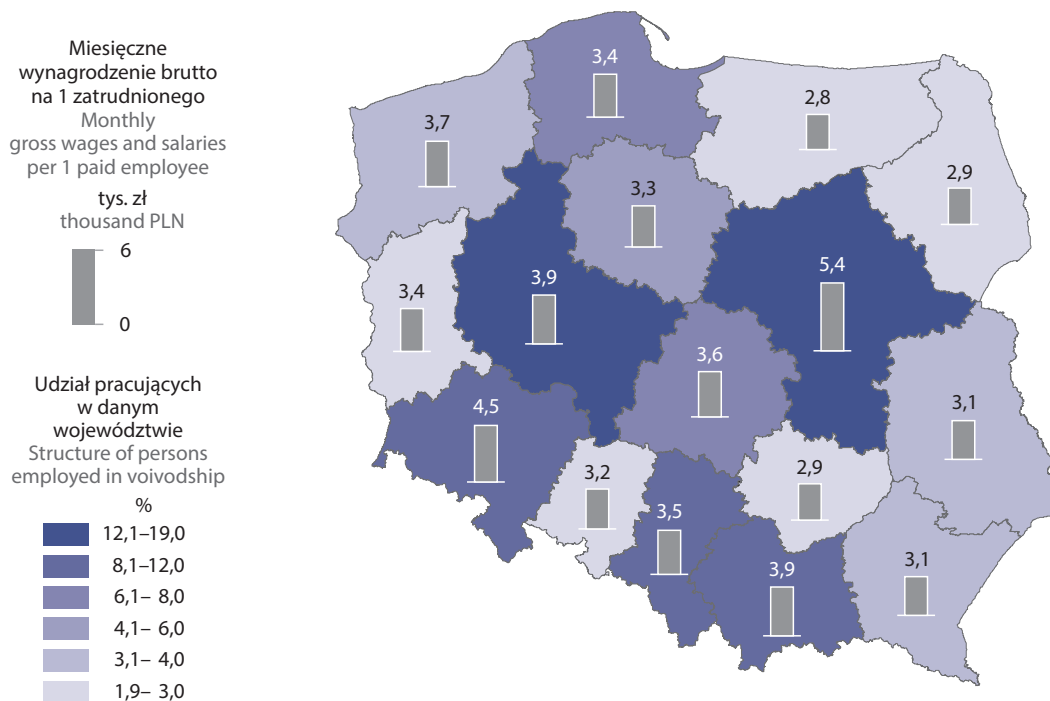 Miesięczne
wynagrodzenie brutto
na 1 zatrudnionego
Monthly
gross wages and salaries
per 1 paid employee
tys. zł
thousand PLN
6
0
Udział pracujących
w danym
województwie
Structure of persons
employed in voivodship
%
12,1–19,0
8,1–12,0
6,1– 8,0
4,1– 6,0
3,1– 4,0
1,9– 3,0
3,4
2,8
3,7
2,9
3,3
3,9
5,4
3,4
3,6
4,5
3,1
3,2
2,9
3,5
3,9
3,1